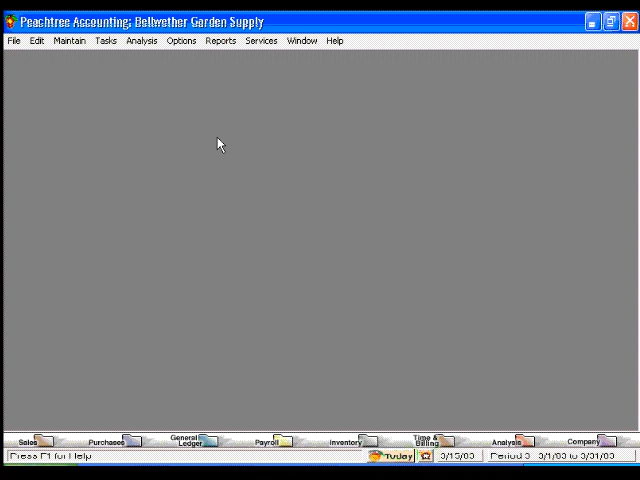 Peachtree Accounting: Bellwether Garden Supply
File Edit Maintain Tasks Analysis Options Reports Services Window Help
Sales Purchases General Ledger Payroll Inventory Time & Billing Analysis Company
Press F1 for Help Today 3/15/03 Period 3 3/1/03 to 3/31/03